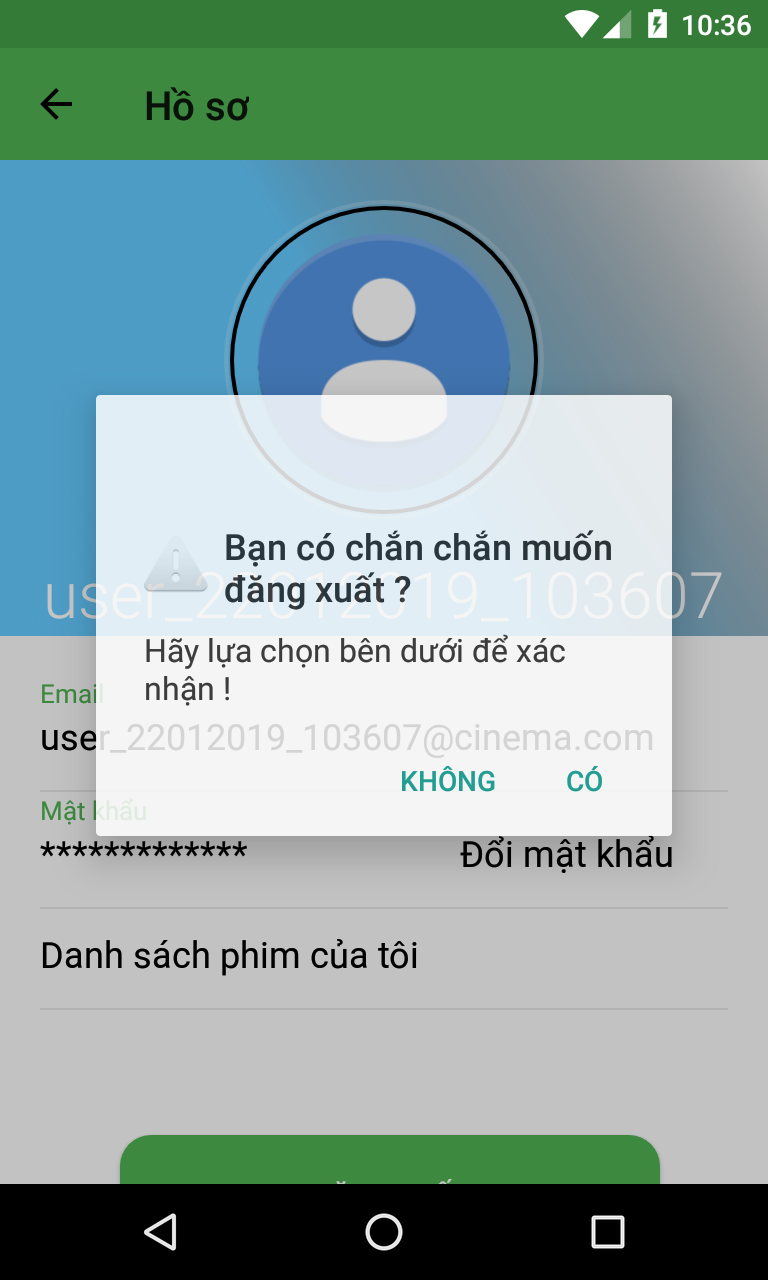 10:36
Hồ sơ
user_22012019_103607
Bạn có chắn chắn muốn
đăng xuất ?
Hãy lựa chọn bên dưới để xác
nhận !
Email
user_22012019_103607@cinema.com
KHÔNG CÓ
Mật khẩu
************* Đổi mật khẩu
Danh sách phim của tôi